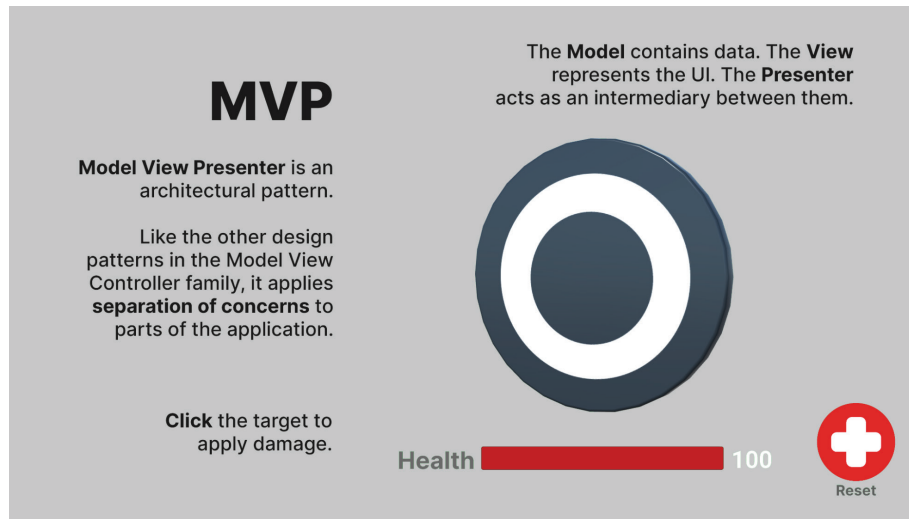 MVP
Model View Presenter is an
architectural pattern.
Like the other design
patterns in the Model View
Controller family, it applies
separation of concerns to
parts of the application.
Click the target to
apply damage.
The Model contains data. The View
represents the UI. The Presenter
acts as an intermediary between them.
Health
100
Reset